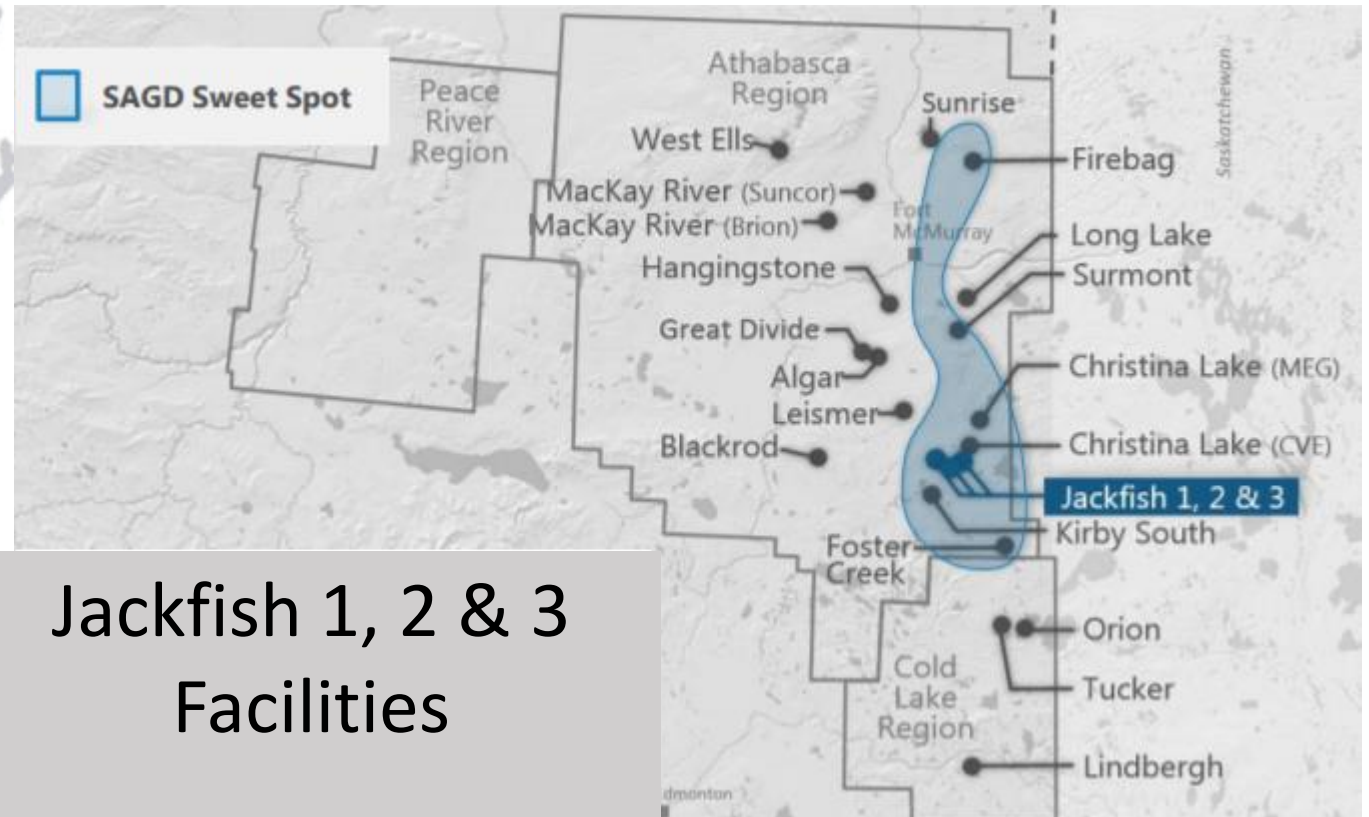 SAGD Sweet Spot
Peace
River
Region
Athabasca
Region
Saskatchewan
Sunrise
West Ells
Firebag
MacKay River (Suncor)
MacKay River (Brion)
Fort
McMurray
Long Lake
Hangingstone
Surmont
Great Divide
Christina Lake (MEG)
Algar
Leismer
Blackrod
Christina Lake (CVE)
Jackfish 1, 2 & 3
Kirby South
Foster
Creek
Jackfish 1, 2 & 3
Facilities
Orion
Cold
Lake
Region
Tucker
Lindbergh
dmonton